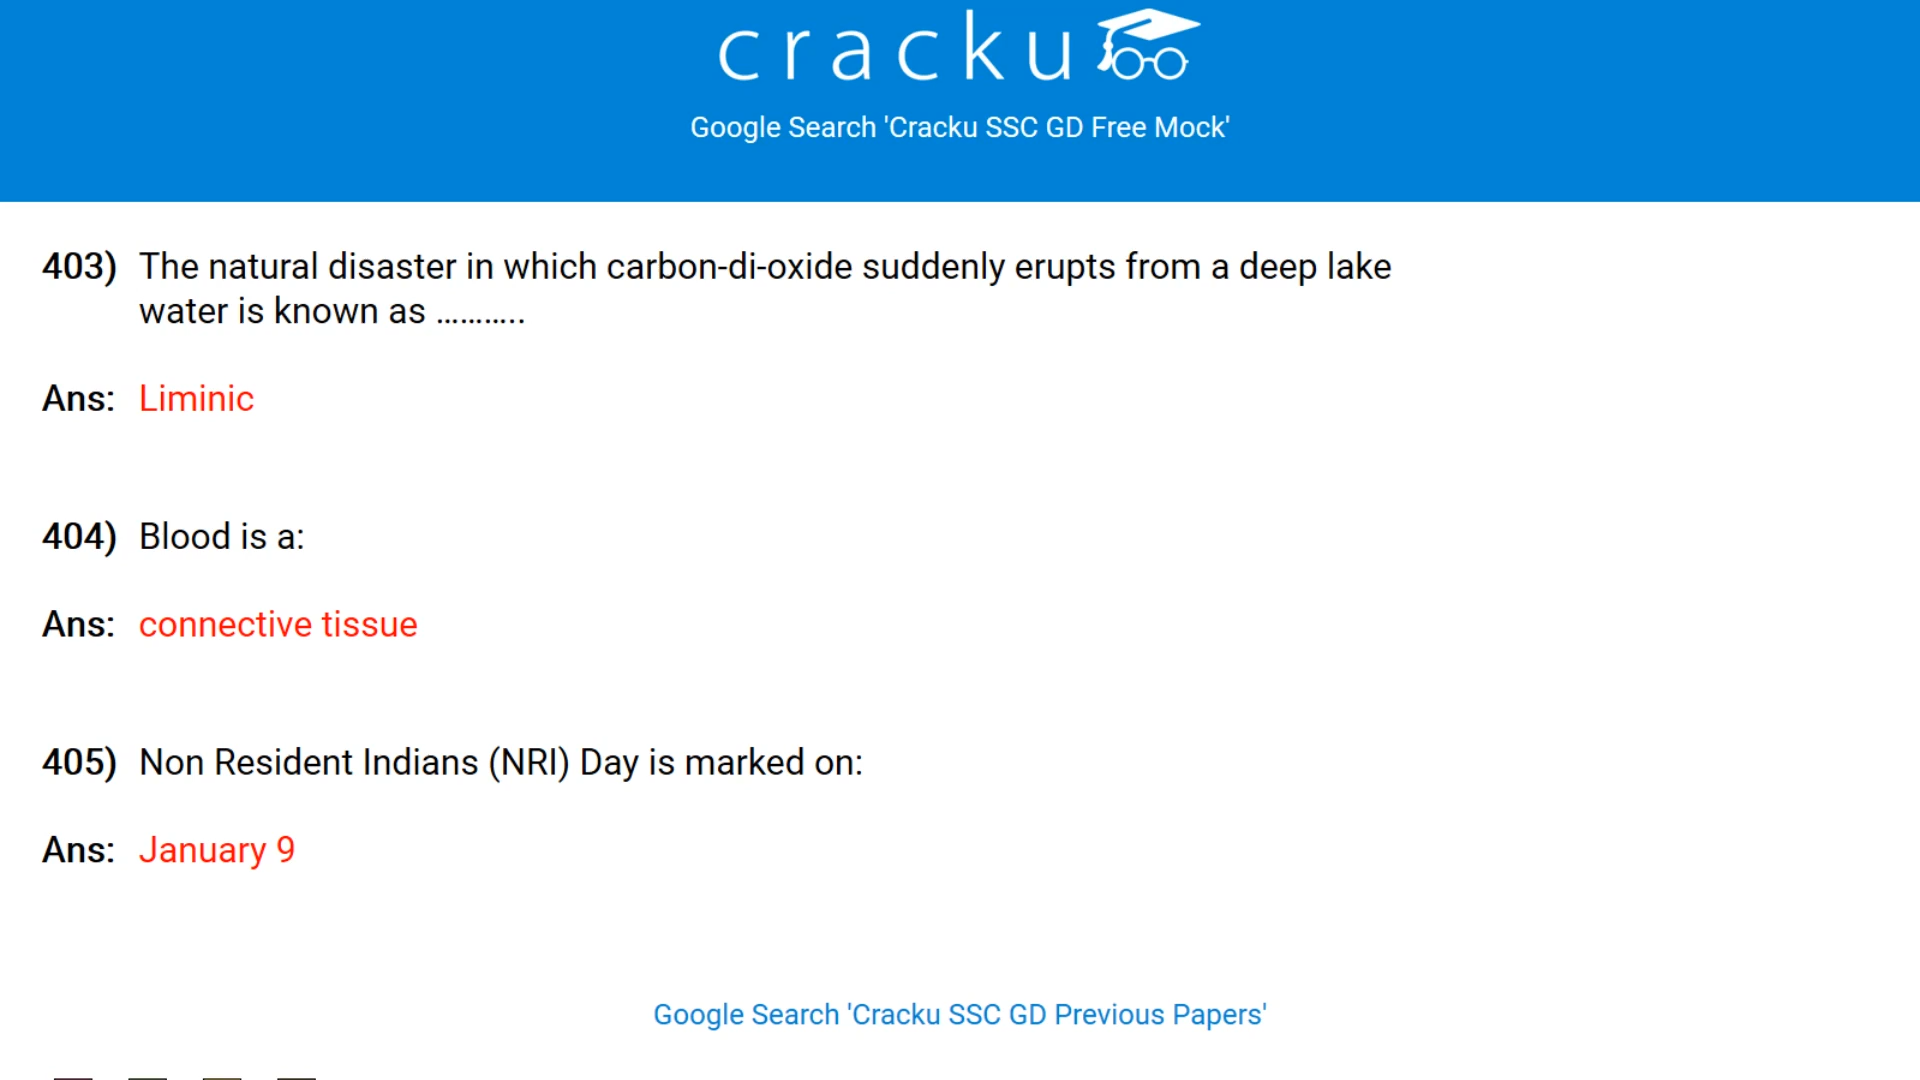 cracku
Google Search 'Cracku SSC GD Free Mock'
403) The natural disaster in which carbon-di-oxide suddenly erupts from a deep lake
water is known as ………..
Ans: Liminic
404) Blood is a:
Ans: connective tissue
405) Non Resident Indians (NRI) Day is marked on:
Ans: January 9
Google Search 'Cracku SSC GD Previous Papers'